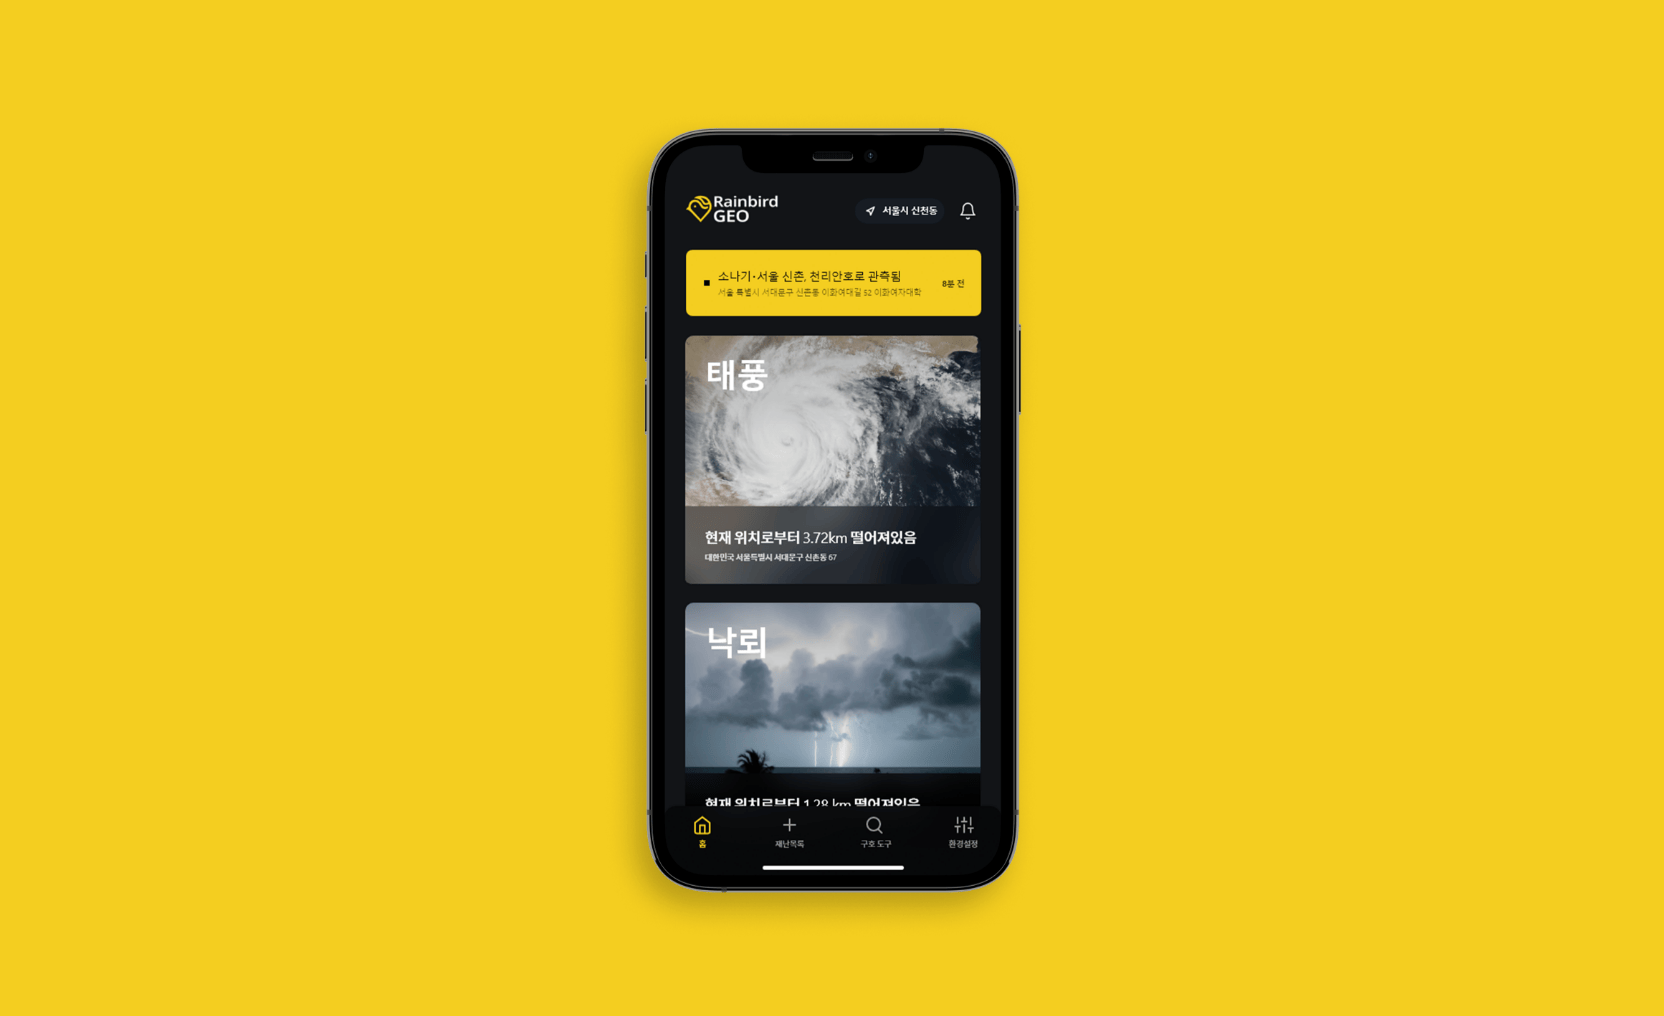 Rainbird
GEO
서울시 신천동
소나기·서울 신촌, 천리안호로 관측됨
서울 특별시 서대문구 신촌동 이화여대길 52 이화여자대학
8분 전
태풍
현재 위치로부터 3.72km 떨어져있음
대한민국 서울특별시 서대문구 신촌동 67
낙뢰
현재 위치로부터 1.28 km 떨어져있음
홈
재난목록
구호 도구
환경설정